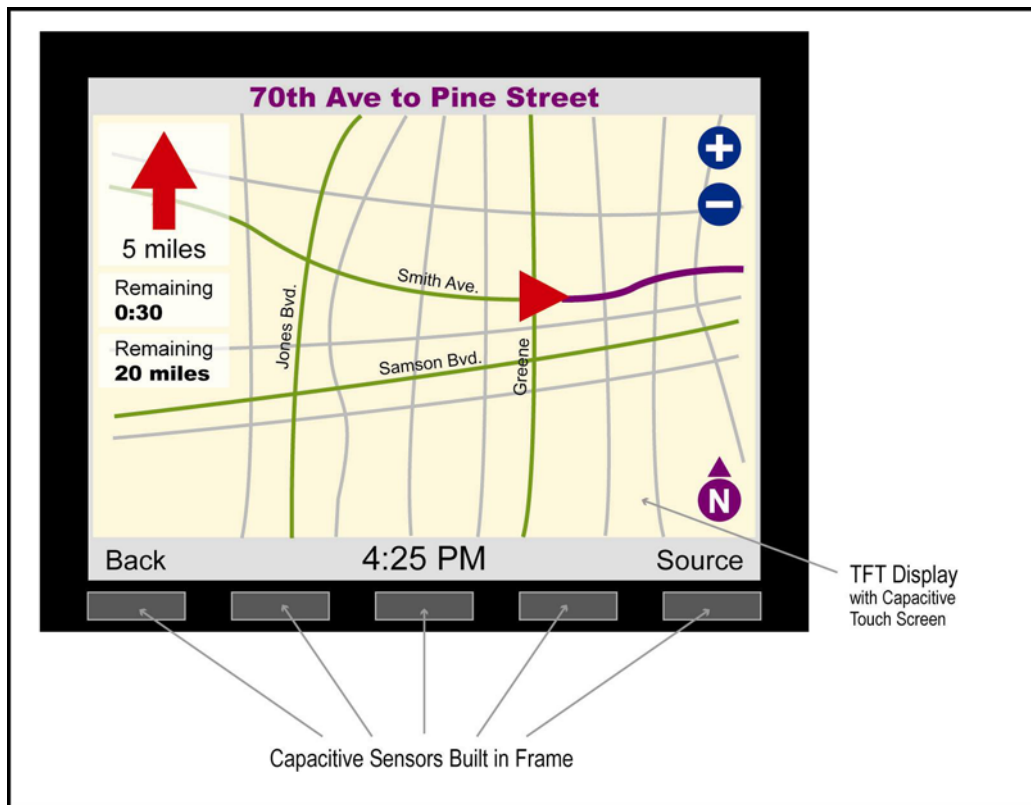 70th Ave to Pine Street
+
−
5 miles
Remaining
0:30
Remaining
20 miles
Jones Bvd.
Smith Ave.
Samson Bvd.
Greene
N
Back
4:25 PM
Source
TFT Display
with Capacitive
Touch Screen
Capacitive Sensors Built in Frame